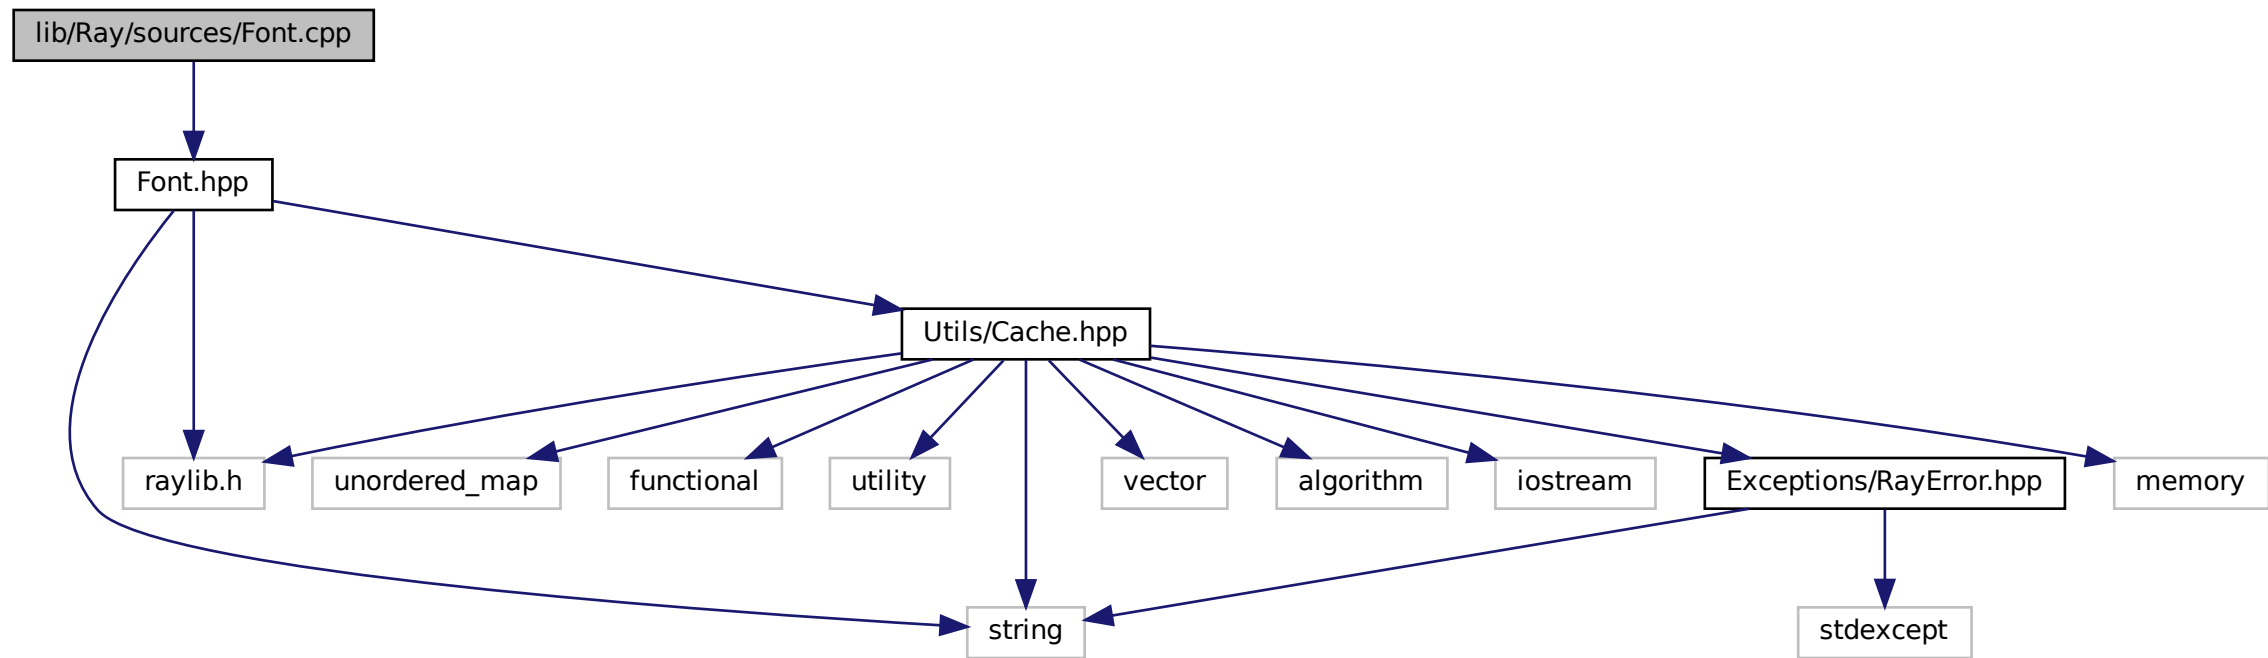 lib/Ray/sources/Font.cpp
Font.hpp
Utils/Cache.hpp
raylib.h
unordered_map
functional
utility
vector
algorithm
iostream
Exceptions/RayError.hpp
memory
string
stdexcept